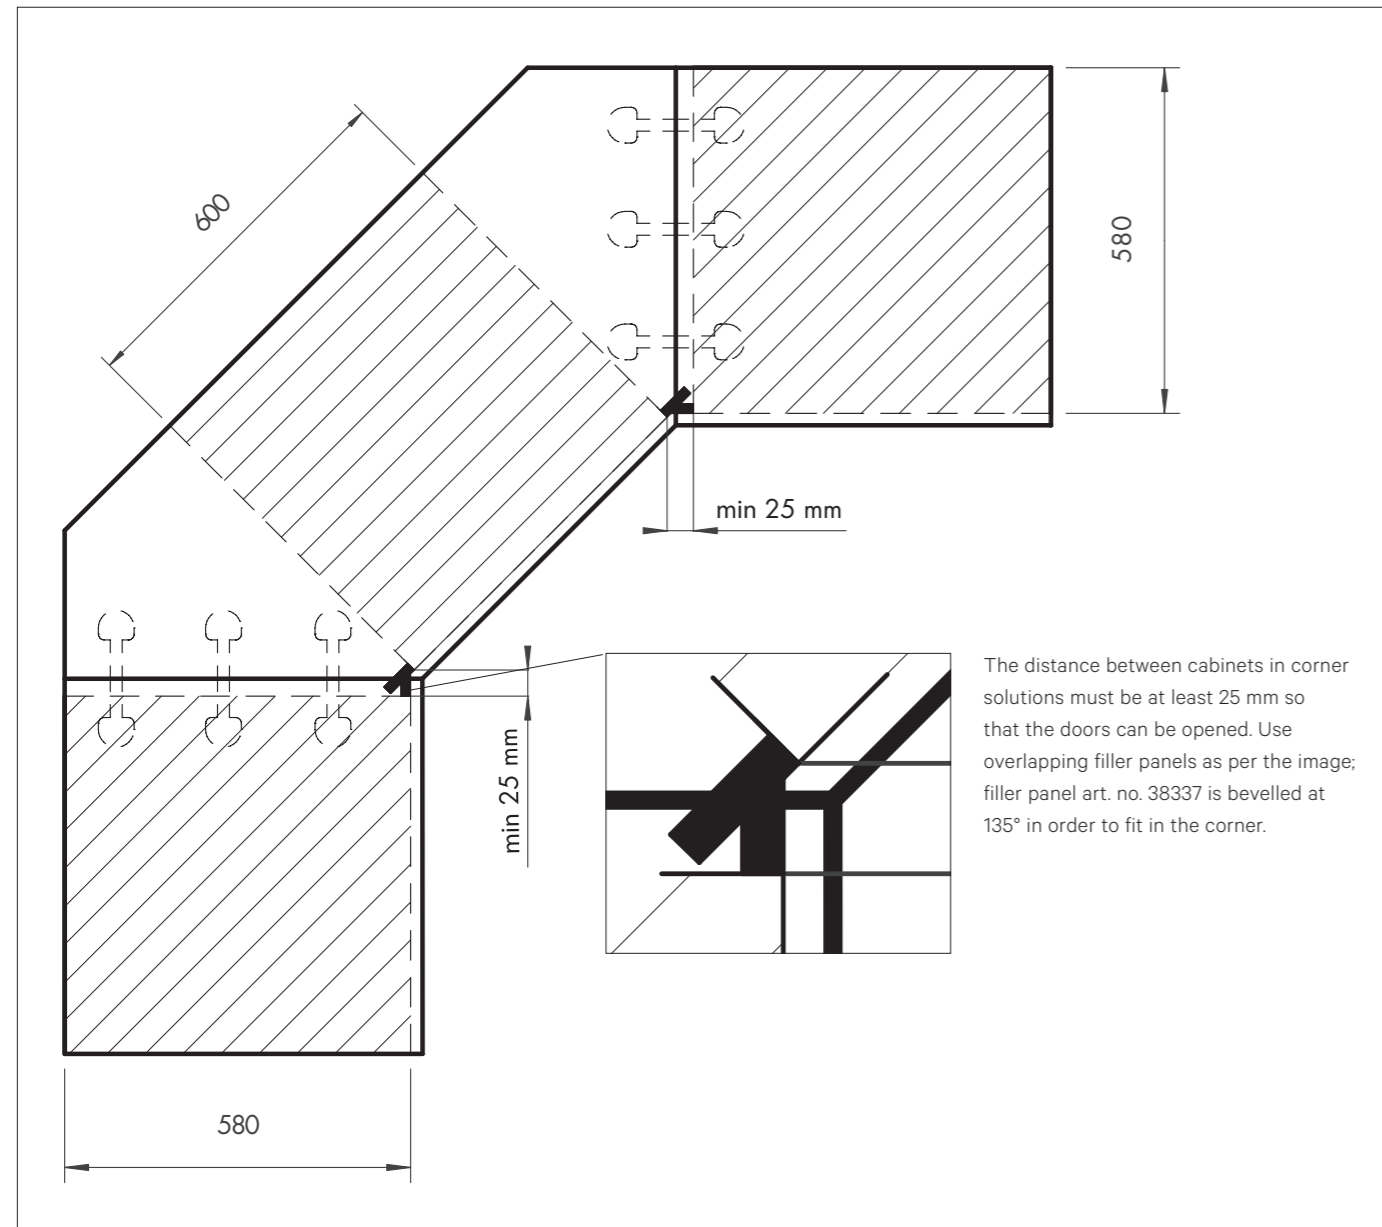 600
580
min 25 mm
min 25 mm
The distance between cabinets in corner
solutions must be at least 25 mm so
that the doors can be opened. Use
overlapping filler panels as per the image;
filler panel art. no. 38337 is bevelled at
135° in order to fit in the corner.
580